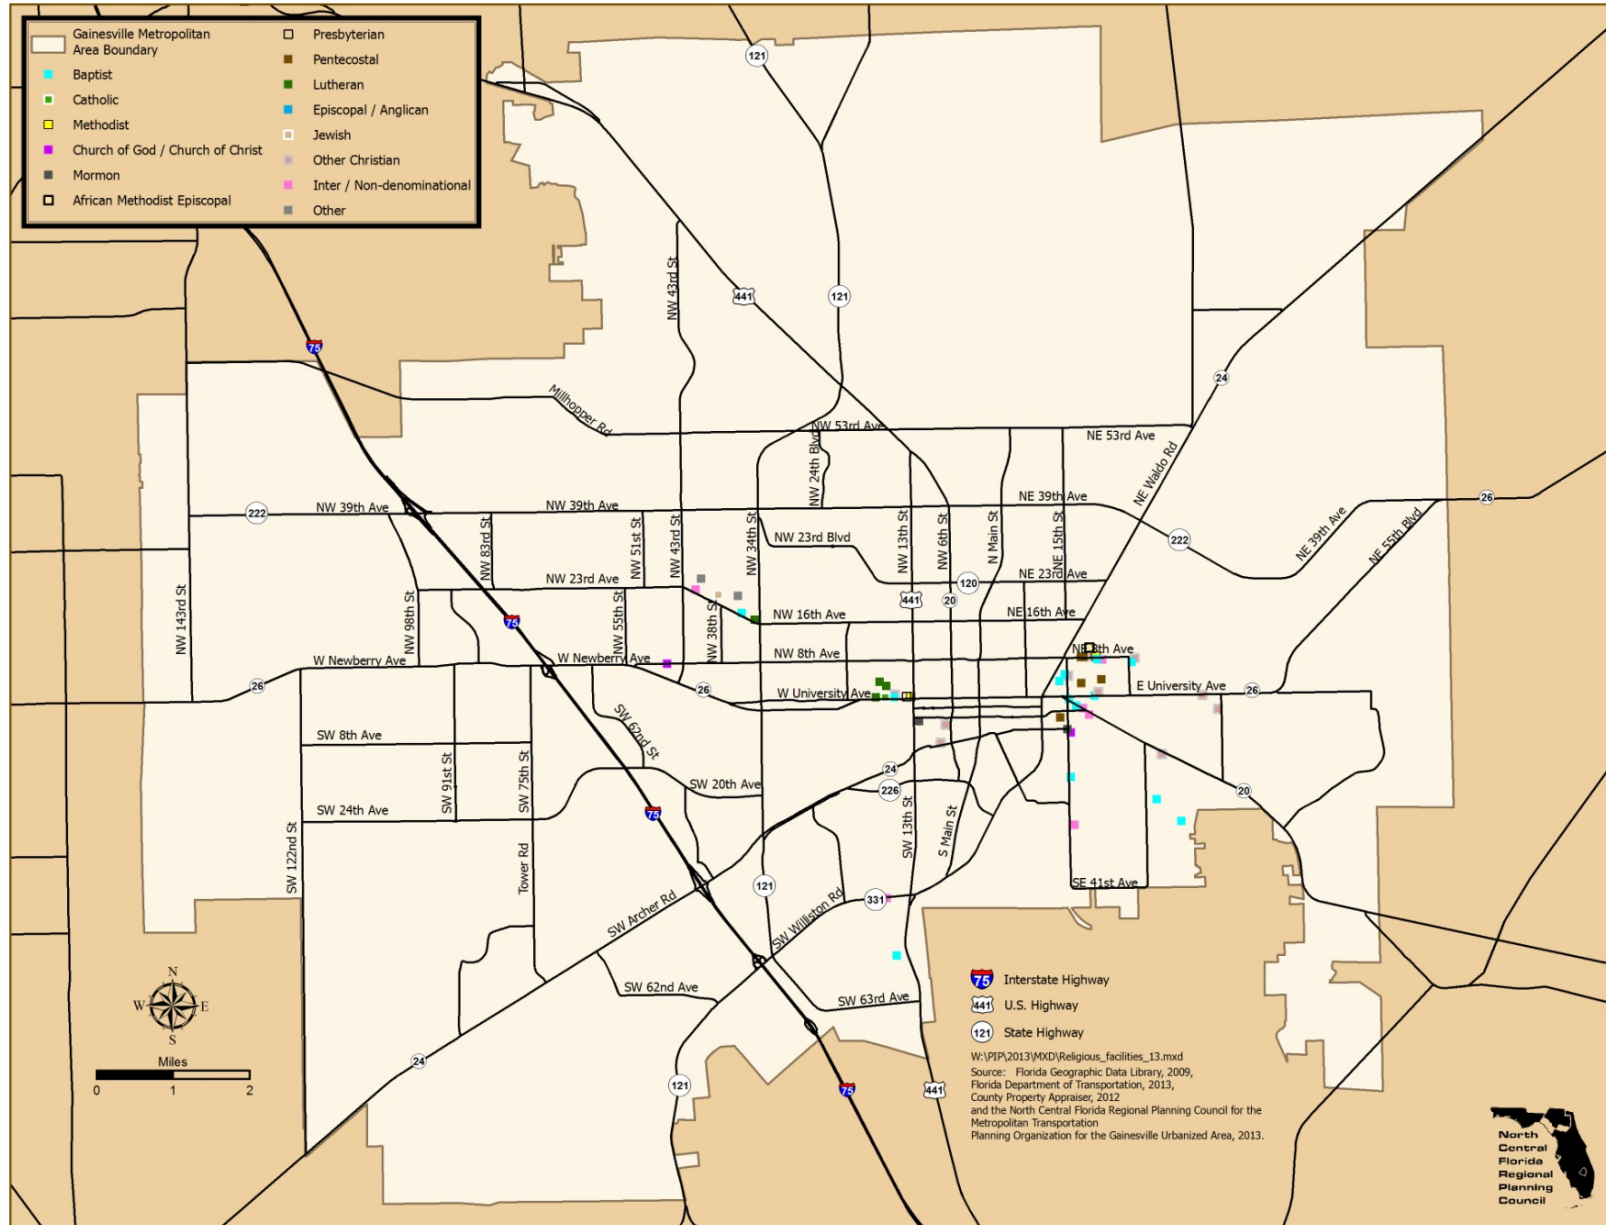 Gainesville Metropolitan
Area Boundary
Baptist
Catholic
Methodist
Church of God / Church of Christ
Mormon
African Methodist Episcopal
Presbyterian
Pentecostal
Lutheran
Episcopal / Anglican
Jewish
Other Christian
Inter / Non-denominational
Other
121
NW 43rd St
441
121
75
24
Millhopper Rd
NW 53rd Ave
NE 53rd Ave
NW 24th Blvd
NE Waldo Rd
26
222
NW 39th Ave
NW 39th Ave
NE 39th Ave
NE 39th Ave
NE 55th Blvd
222
NW 83rd St
NW 51st St
NW 43rd St
NW 34th St
NW 23rd Blvd
NW 13th St
NW 6th St
N Main St
NE 15th St
NW 143rd St
NW 98th St
NW 23rd Ave
120
NE 23rd Ave
75
NW 55th St
NW 38th St
441
20
NW 16th Ave
NE 16th Ave
W Newberry Ave
W Newberry Ave
NW 8th Ave
NE 8th Ave
26
26
W University Ave
E University Ave
26
SW 8th Ave
SW 62nd St
SW 91st St
SW 75th St
24
SW 20th Ave
226
20
SW 24th Ave
75
SW 122nd St
Tower Rd
SW 13th St
S Main St
121
331
SE 41st Ave
SW Archer Rd
SW Williston Rd
SW 62nd Ave
SW 63rd Ave
24
121
75
441
N
W E
S
Miles
0 1 2
75 Interstate Highway
441 U.S. Highway
121 State Highway
W:\PIP\2013\MXD\Religious_facilities_13.mxd
Source: Florida Geographic Data Library, 2009,
Florida Department of Transportation, 2013,
County Property Appraiser, 2012
and the North Central Florida Regional Planning Council for the
Metropolitan Transportation
Planning Organization for the Gainesville Urbanized Area, 2013.
North
Central
Florida
Regional
Planning
Council